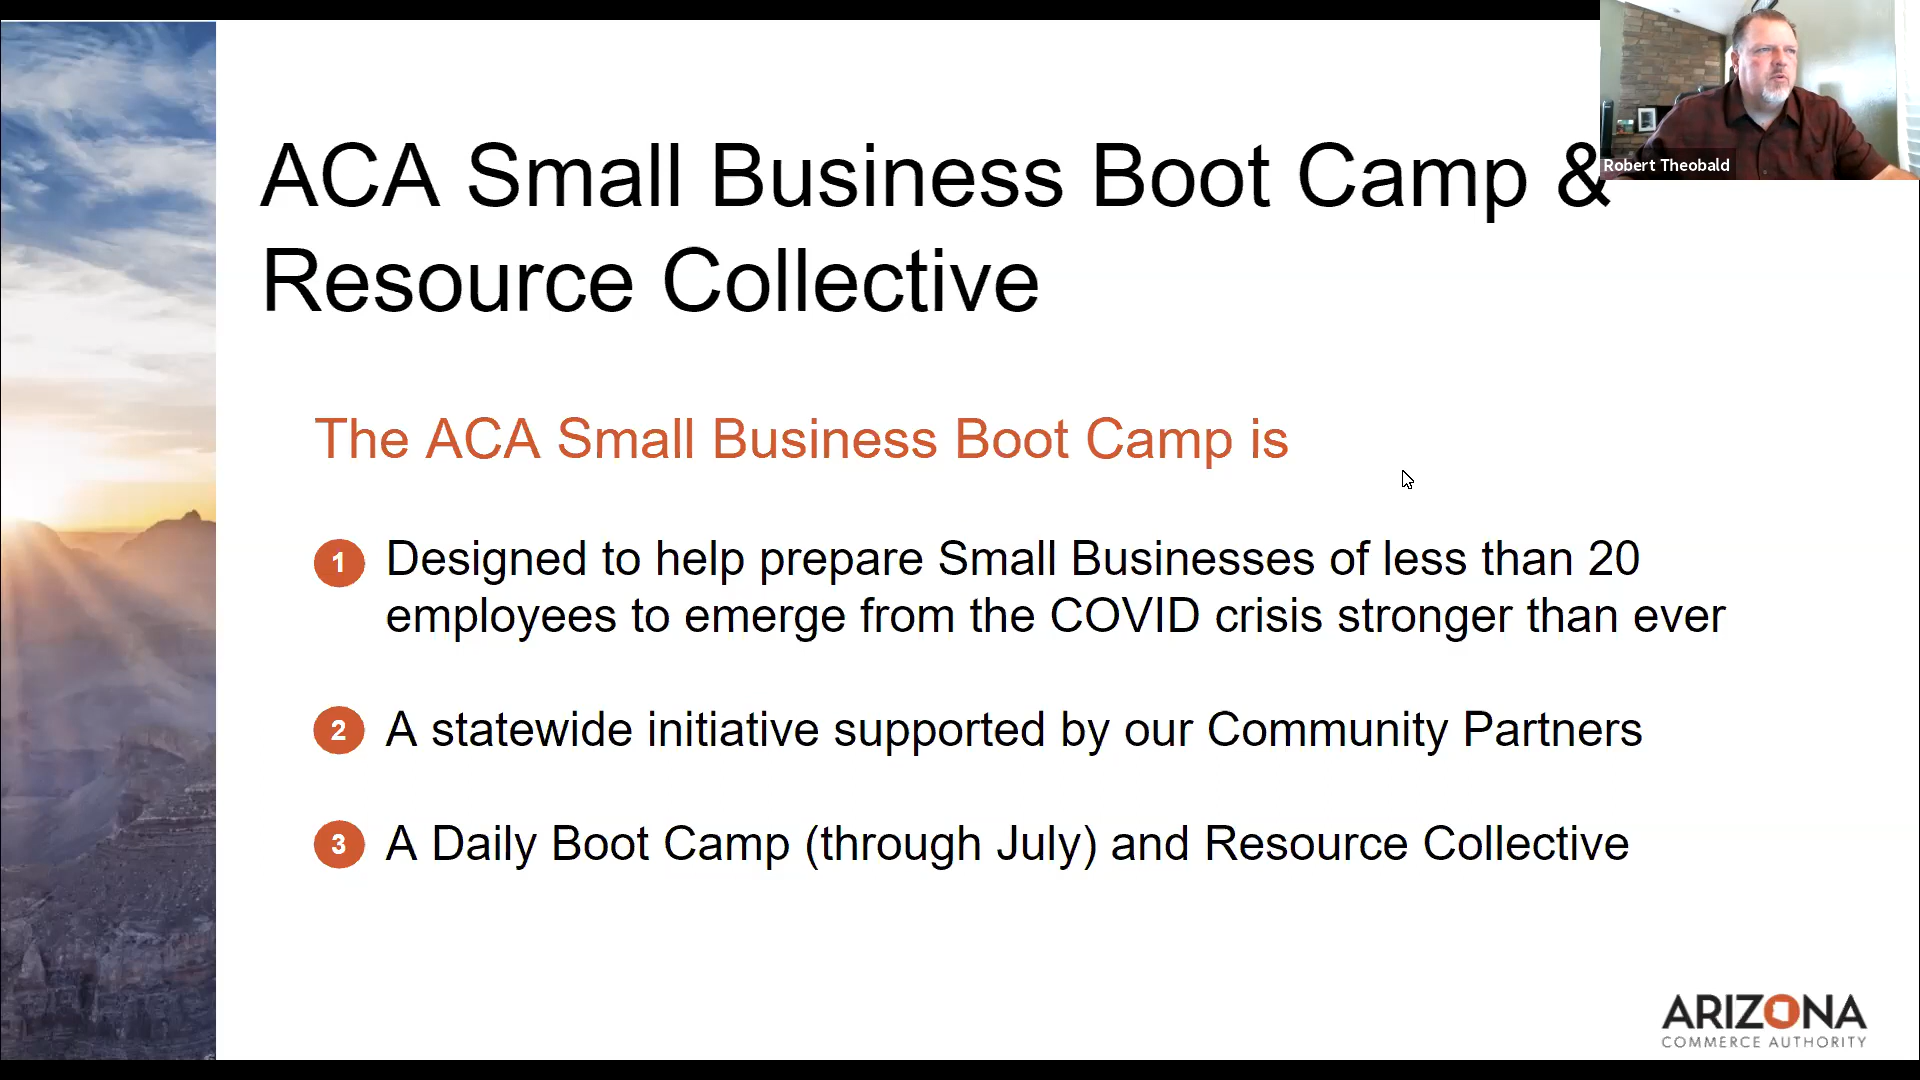 ACA Small Business Boot Camp &
Resource Collective
Robert Theobald
The ACA Small Business Boot Camp is
1 Designed to help prepare Small Businesses of less than 20
employees to emerge from the COVID crisis stronger than ever
2 A statewide initiative supported by our Community Partners
3 A Daily Boot Camp (through July) and Resource Collective
ARIZONA
COMMERCE AUTHORITY